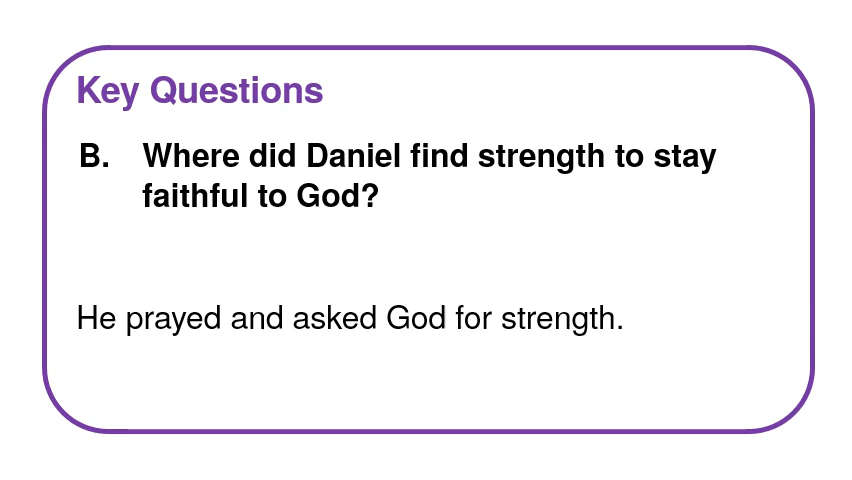 Key Questions
B. Where did Daniel find strength to stay
faithful to God?
He prayed and asked God for strength.